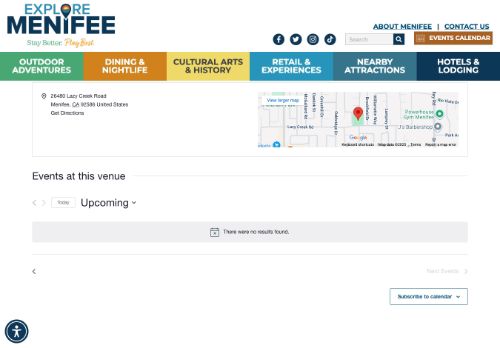 EXPLORE
MENIFEE
Stay Better. Play Best.
ABOUT MENIFEE | CONTACT US
Search
EVENTS CALENDAR
OUTDOOR ADVENTURES
DINING & NIGHTLIFE
CULTURAL ARTS & HISTORY
RETAIL & EXPERIENCES
NEARBY ATTRACTIONS
HOTELS & LODGING
26480 Lazy Creek Road
Menifee, CA 92586 United States
Get Directions
View larger map
Lazy Creek Rd
Powerhouse
Gym Menifee
J's Barbershop
Google
Keyboard shortcuts
Map data ©2025
Terms
Report a map error
Events at this venue
Today
Upcoming
There were no results found.
Next Events
Subscribe to calendar